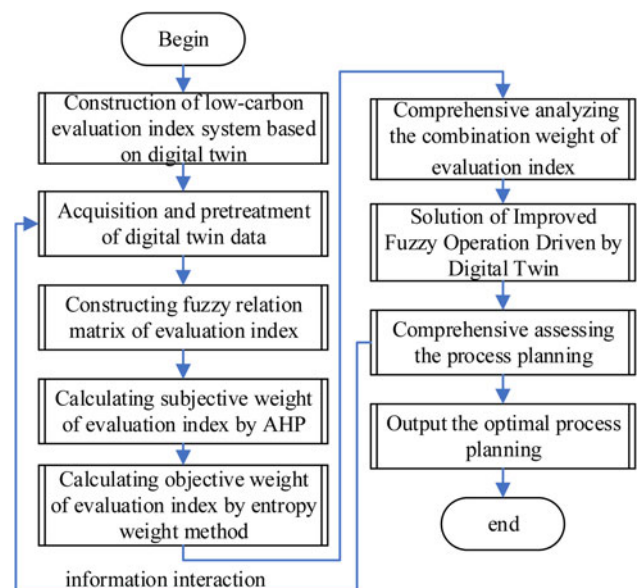 Begin
Construction of low-carbon
evaluation index system based
on digital twin
Acquisition and pretreatment
of digital twin data
Constructing fuzzy relation
matrix of evaluation index
Calculating subjective weight
of evaluation index by AHP
Calculating objective weight
of evaluation index by entropy
weight method
information interaction
Comprehensive analyzing
the combination weight of
evaluation index
Solution of Improved
Fuzzy Operation Driven by
Digital Twin
Comprehensive assessing
the process planning
Output the optimal process
planning
end